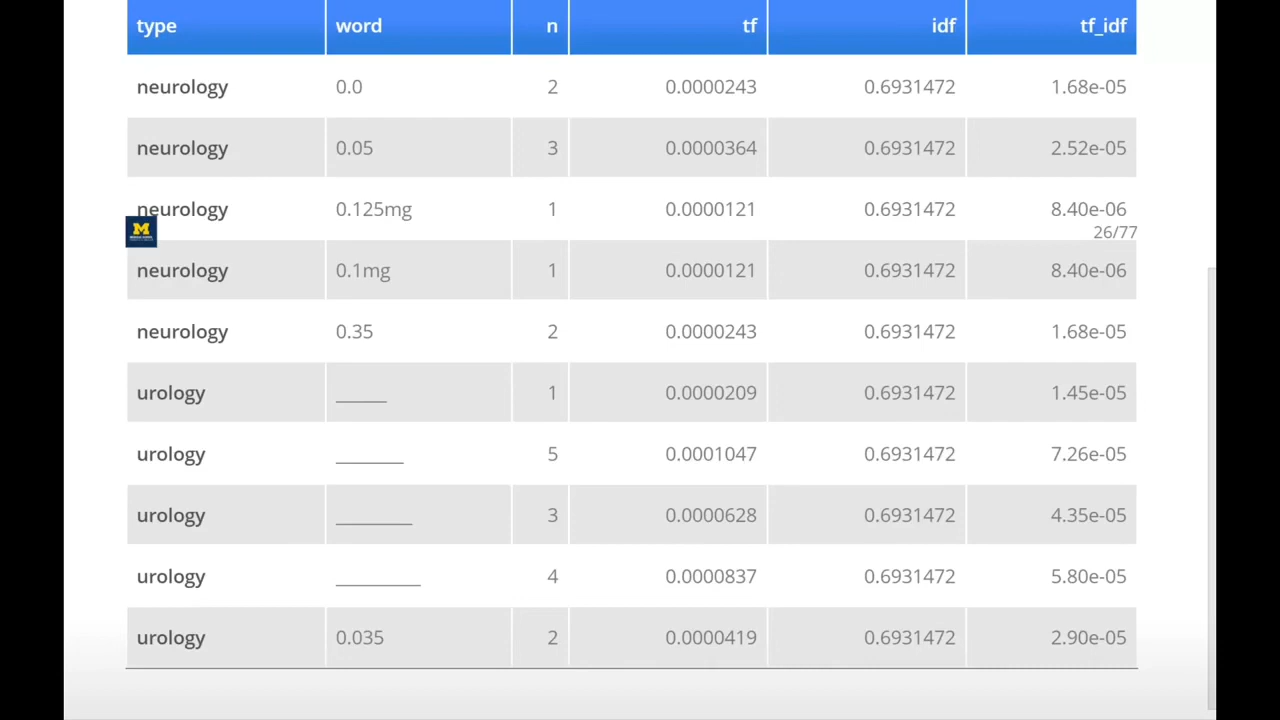 type word n tf idf tf_idf
neurology 0.0 2 0.0000243 0.6931472 1.68e-05
neurology 0.05 3 0.0000364 0.6931472 2.52e-05
neurology 0.125mg 1 0.0000121 0.6931472 8.40e-06
26/77
neurology 0.1mg 1 0.0000121 0.6931472 8.40e-06
neurology 0.35 2 0.0000243 0.6931472 1.68e-05
urology ______ 1 0.0000209 0.6931472 1.45e-05
urology ________ 5 0.0001047 0.6931472 7.26e-05
urology _________ 3 0.0000628 0.6931472 4.35e-05
urology __________ 4 0.0000837 0.6931472 5.80e-05
urology 0.035 2 0.0000419 0.6931472 2.90e-05